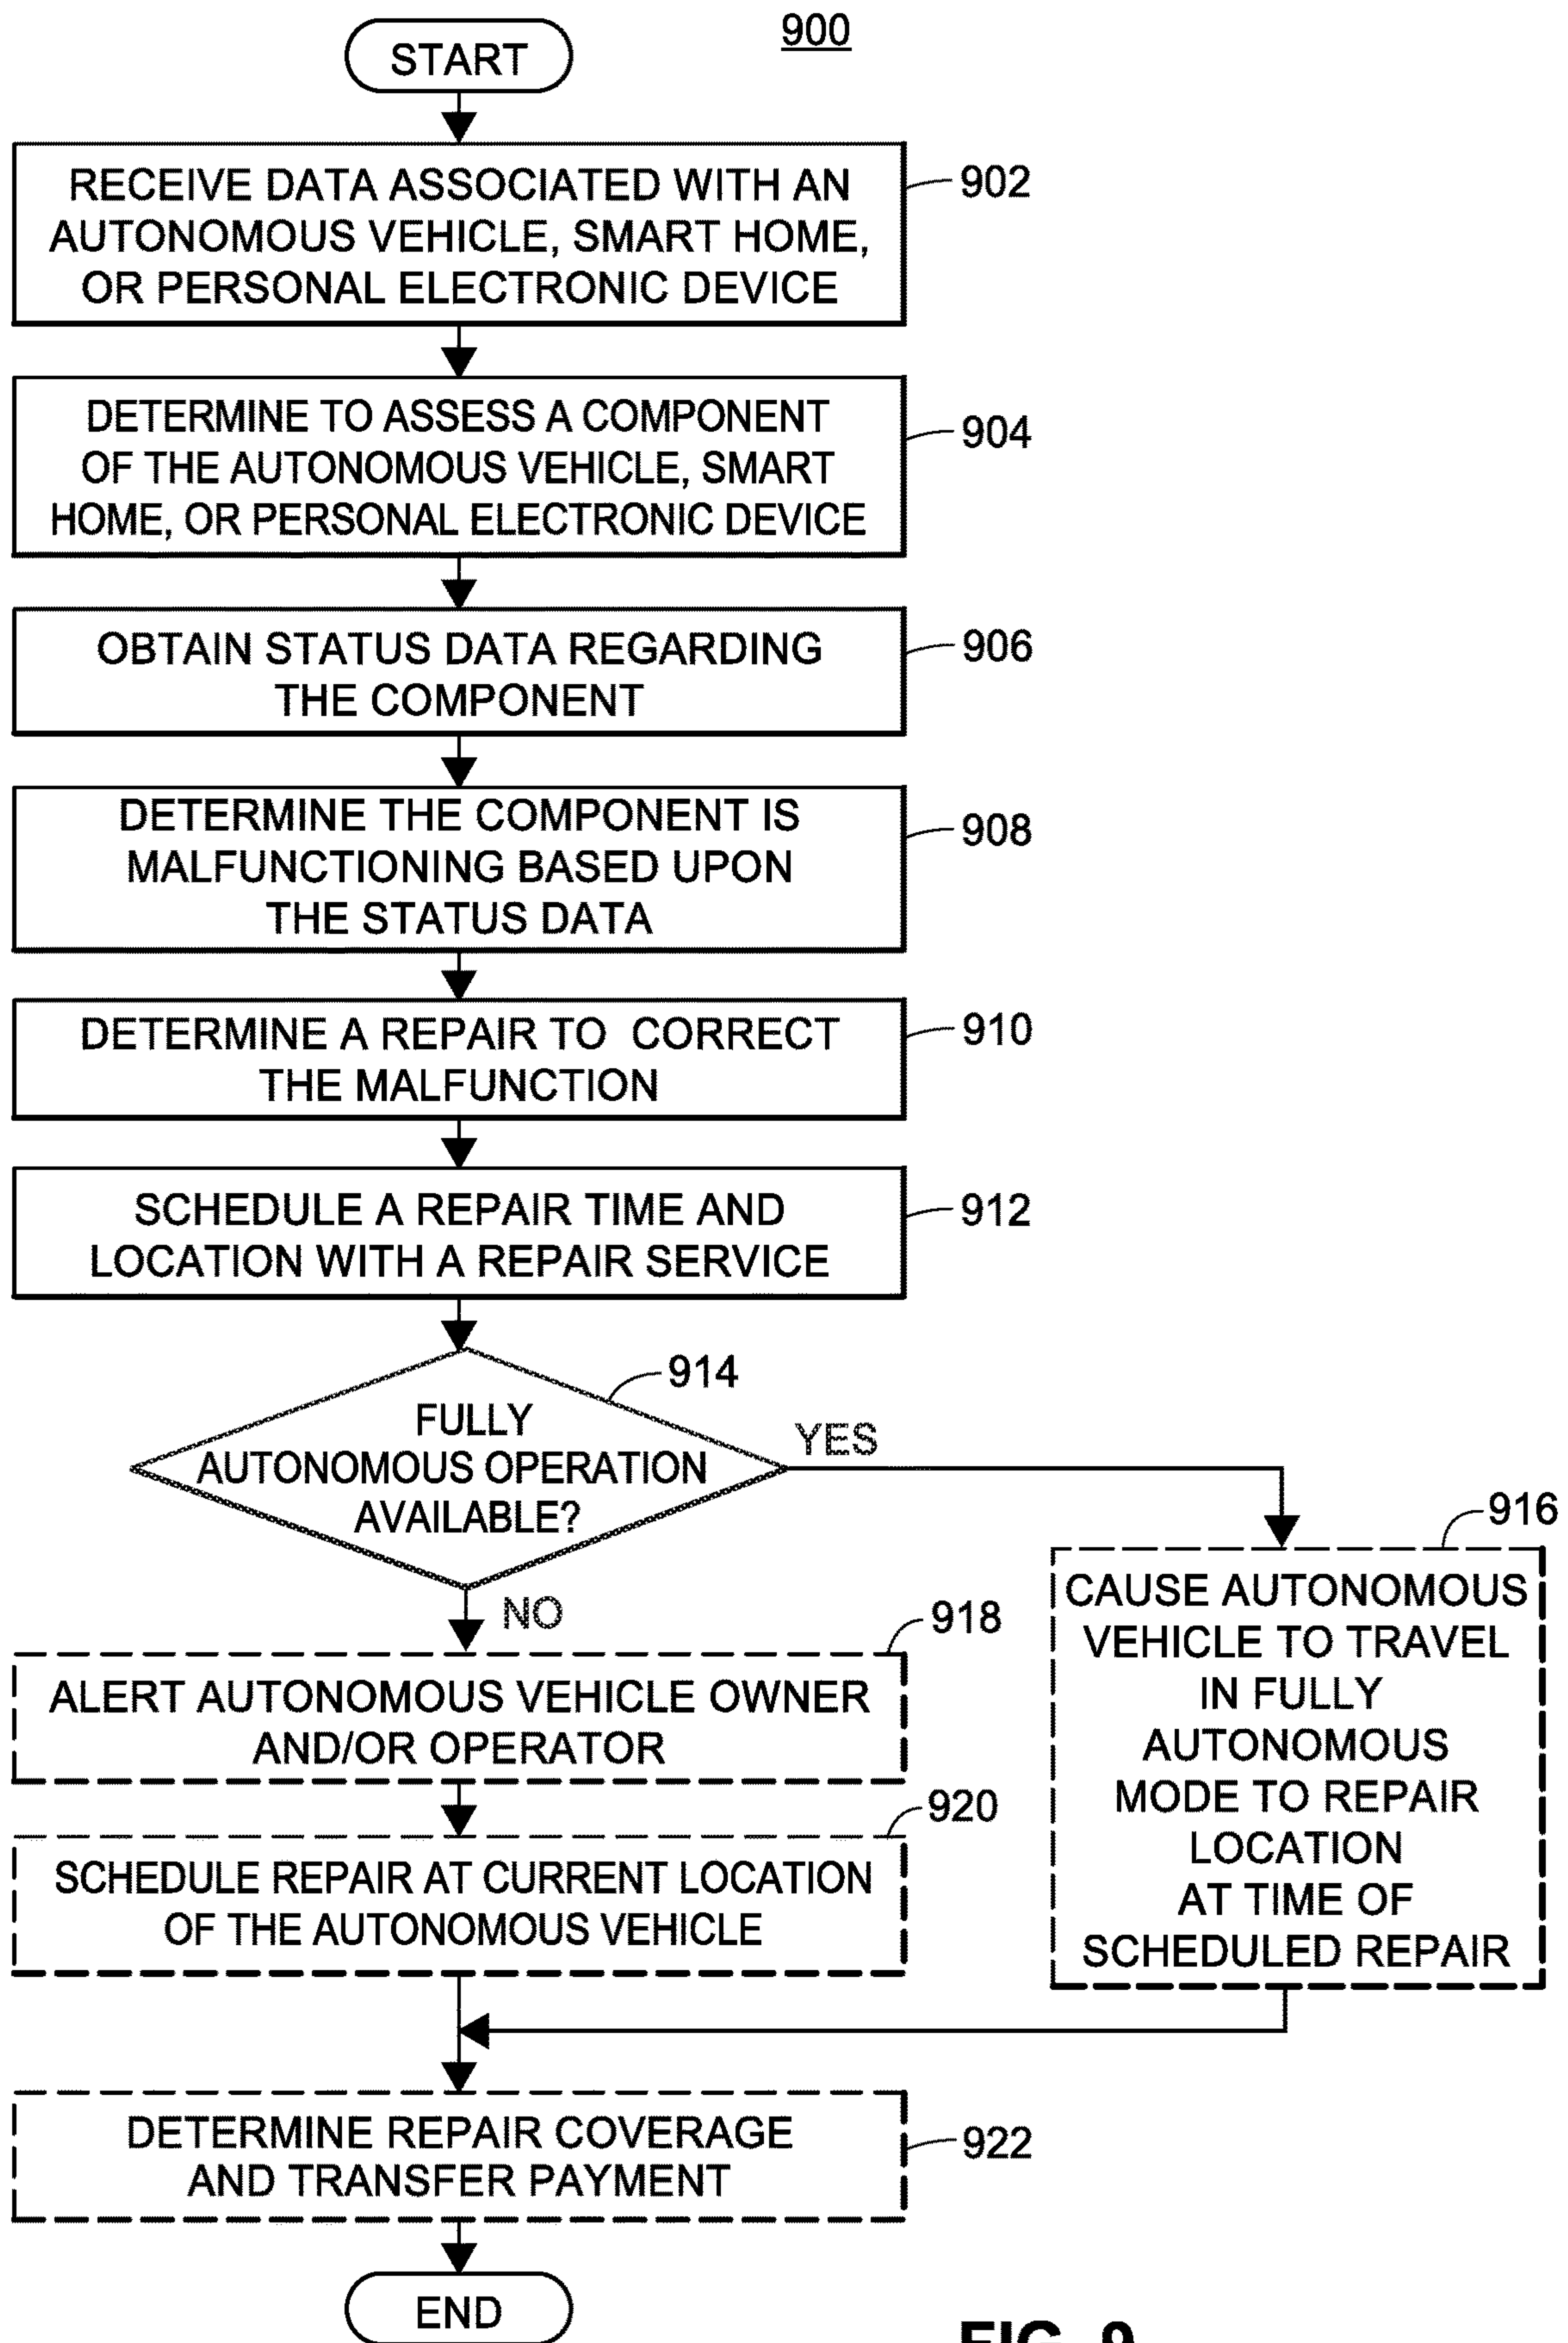 900
START
RECEIVE DATA ASSOCIATED WITH AN
AUTONOMOUS VEHICLE, SMART HOME,
OR PERSONAL ELECTRONIC DEVICE
902
DETERMINE TO ASSESS A COMPONENT
OF THE AUTONOMOUS VEHICLE, SMART
HOME, OR PERSONAL ELECTRONIC DEVICE
904
OBTAIN STATUS DATA REGARDING
THE COMPONENT
906
DETERMINE THE COMPONENT IS
MALFUNCTIONING BASED UPON
THE STATUS DATA
908
DETERMINE A REPAIR TO CORRECT
THE MALFUNCTION
910
SCHEDULE A REPAIR TIME AND
LOCATION WITH A REPAIR SERVICE
912
914
FULLY
AUTONOMOUS OPERATION
AVAILABLE?
YES
916
CAUSE AUTONOMOUS
VEHICLE TO TRAVEL
IN FULLY
AUTONOMOUS
MODE TO REPAIR
LOCATION
AT TIME OF
SCHEDULED REPAIR
NO
918
ALERT AUTONOMOUS VEHICLE OWNER
AND/OR OPERATOR
920
SCHEDULE REPAIR AT CURRENT LOCATION
OF THE AUTONOMOUS VEHICLE
DETERMINE REPAIR COVERAGE
AND TRANSFER PAYMENT
922
END
FIG. 9